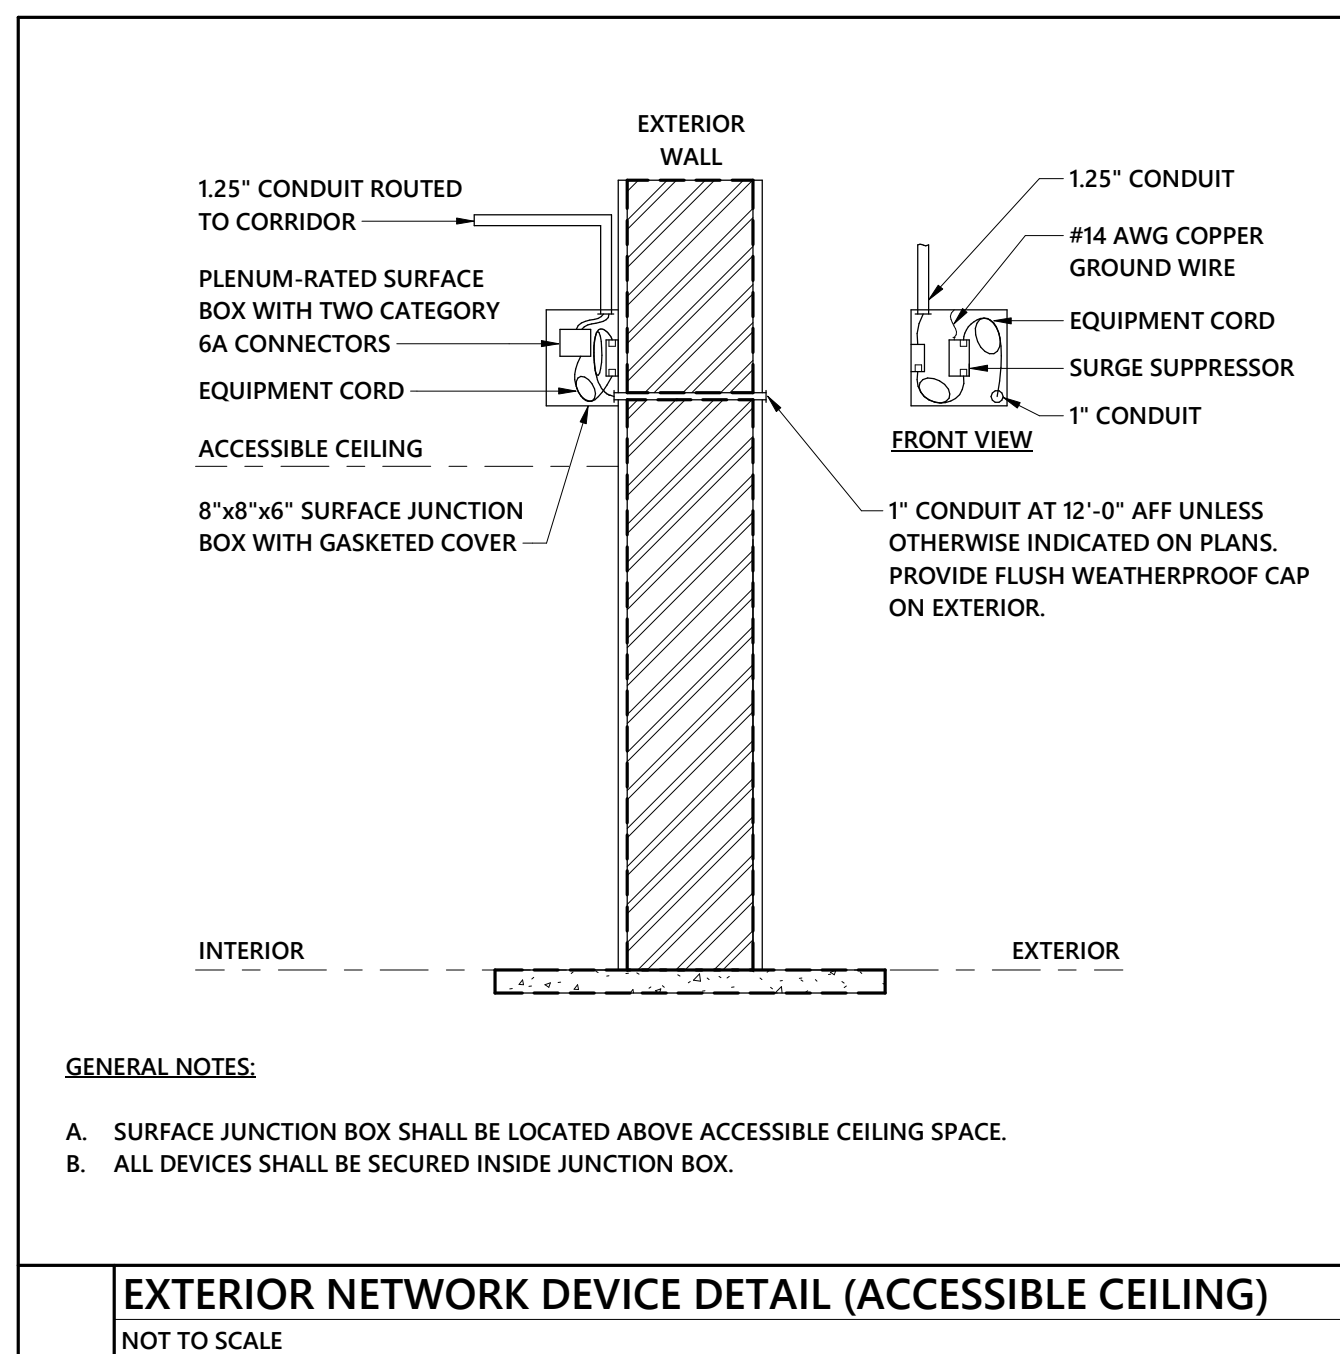 EXTERIOR
WALL
1.25" CONDUIT ROUTED
TO CORRIDOR
PLENUM-RATED SURFACE
BOX WITH TWO CATEGORY
6A CONNECTORS
EQUIPMENT CORD
ACCESSIBLE CEILING
8"x8"x6" SURFACE JUNCTION
BOX WITH GASKETED COVER
1.25" CONDUIT
#14 AWG COPPER
GROUND WIRE
EQUIPMENT CORD
SURGE SUPPRESSOR
1" CONDUIT
FRONT VIEW
1" CONDUIT AT 12'-0" AFF UNLESS
OTHERWISE INDICATED ON PLANS.
PROVIDE FLUSH WEATHERPROOF CAP
ON EXTERIOR.
INTERIOR
EXTERIOR
GENERAL NOTES:
A. SURFACE JUNCTION BOX SHALL BE LOCATED ABOVE ACCESSIBLE CEILING SPACE.
B. ALL DEVICES SHALL BE SECURED INSIDE JUNCTION BOX.
EXTERIOR NETWORK DEVICE DETAIL (ACCESSIBLE CEILING)
NOT TO SCALE